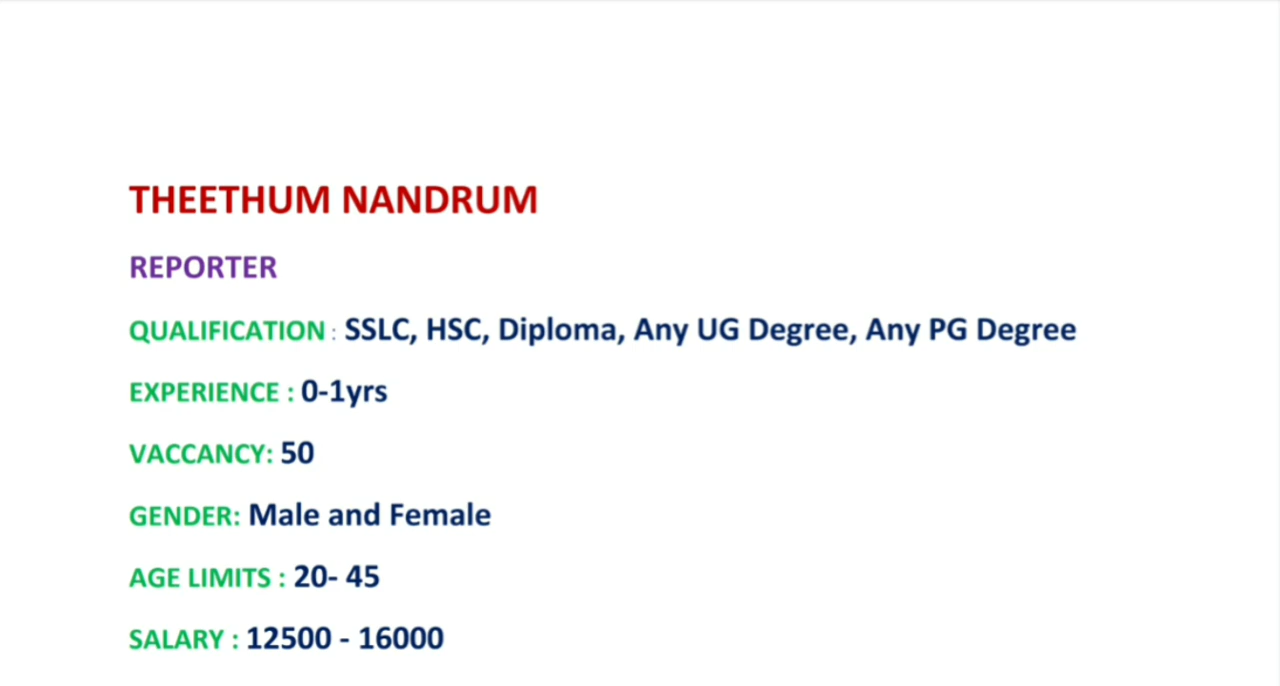 THEETHUM NANDRUM
REPORTER
QUALIFICATION : SSLC, HSC, Diploma, Any UG Degree, Any PG Degree
EXPERIENCE : 0-1yrs
VACCANCY: 50
GENDER: Male and Female
AGE LIMITS : 20- 45
SALARY : 12500 - 16000